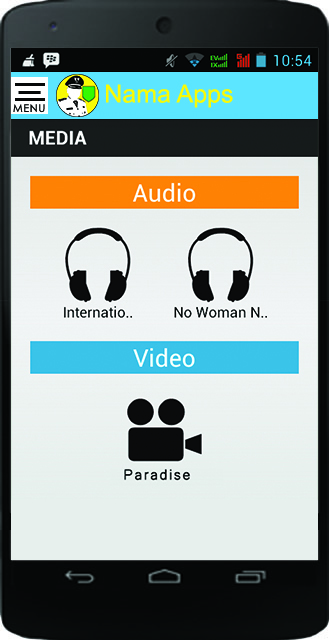 10:54
MENU
Nama Apps
MEDIA
Audio
Internatio..
No Woman N..
Video
Paradise